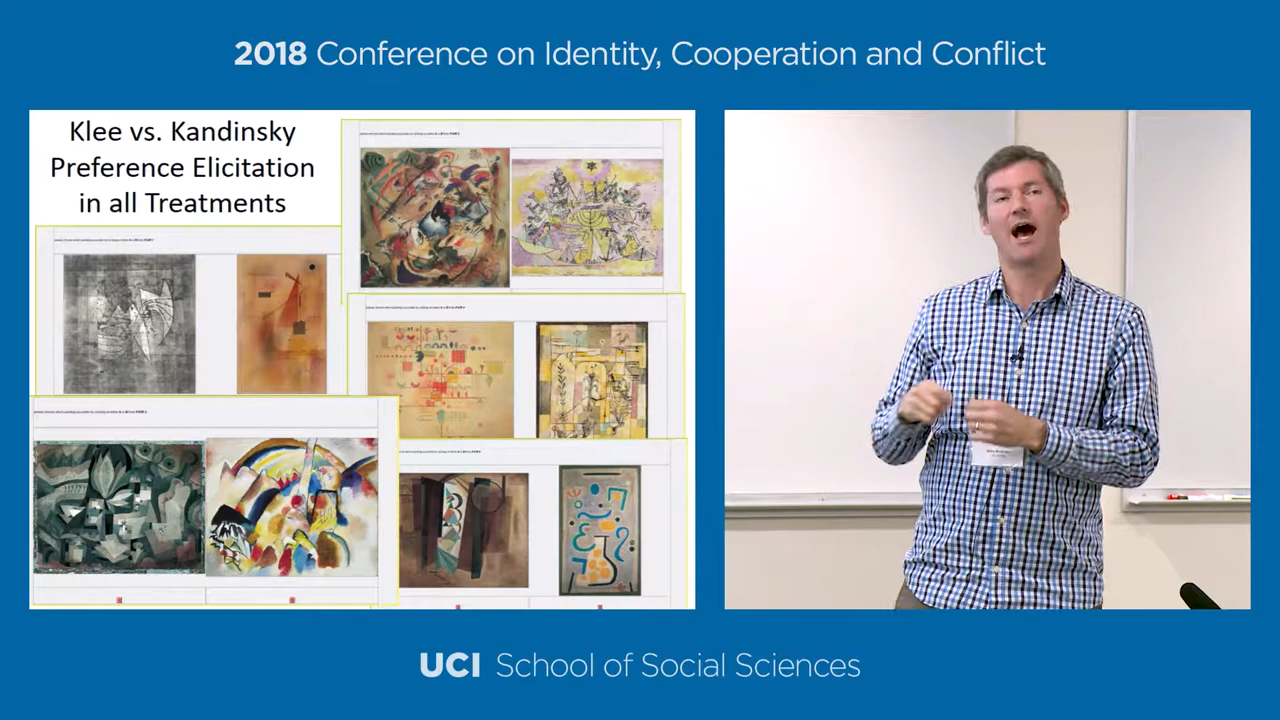 2018 Conference on Identity, Cooperation and Conflict
Klee vs. Kandinsky
Preference Elicitation
in all Treatments
UCI School of Social Sciences